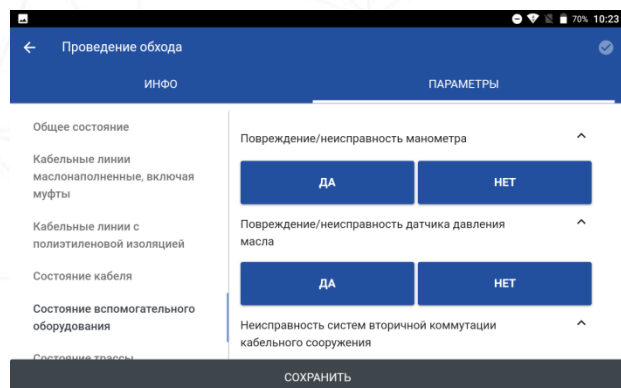 70% 10:23
Проведение обхода
ИНФО
ПАРАМЕТРЫ
Общее состояние
Кабельные линии
маслонаполненные, включая
муфты
Кабельные линии с
полиэтиленовой изоляцией
Состояние кабеля
Состояние вспомогательного
оборудования
Состояние трассы
Повреждение/неисправность манометра
ДА
НЕТ
Повреждение/неисправность датчика давления
масла
ДА
НЕТ
Неисправность систем вторичной коммутации
кабельного сооружения
СОХРАНИТЬ